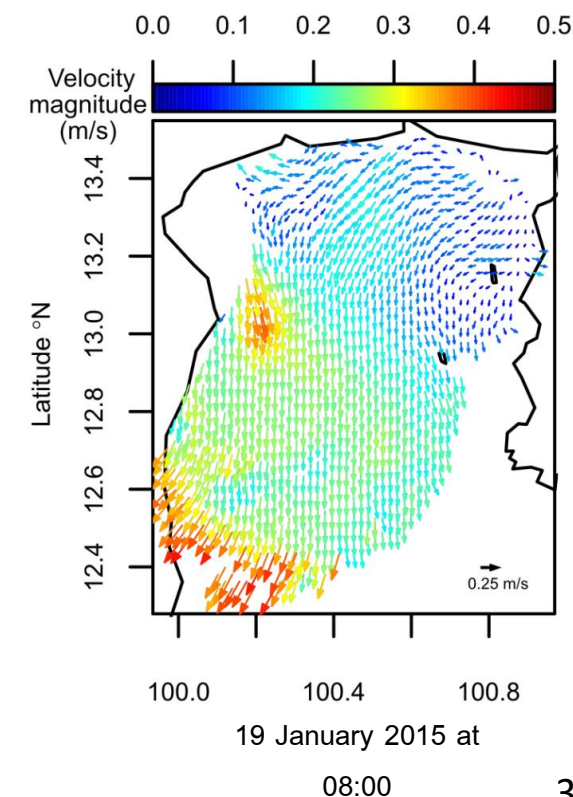 0.0 0.1 0.2 0.3 0.4 0.5
Velocity
magnitude
(m/s)
13.4
13.2
13.0
12.8
12.6
12.4
Latitude °N
0.25 m/s
100.0 100.4 100.8
19 January 2015 at
08:00
3